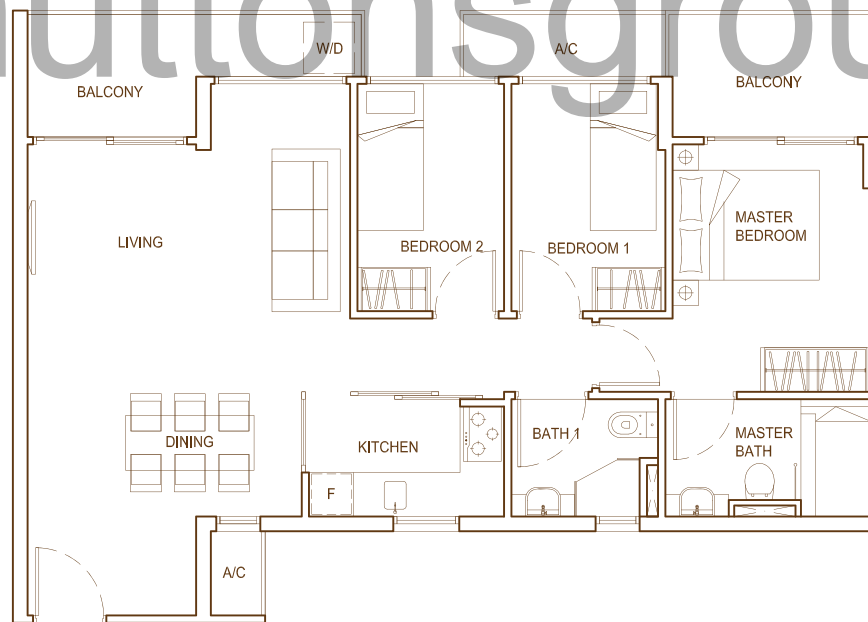 huttonsgrou
W/D
A/C
BALCONY
BALCONY
LIVING
BEDROOM 2
BEDROOM 1
MASTER
BEDROOM
DINING
KITCHEN
BATH 1
MASTER
BATH
F
A/C